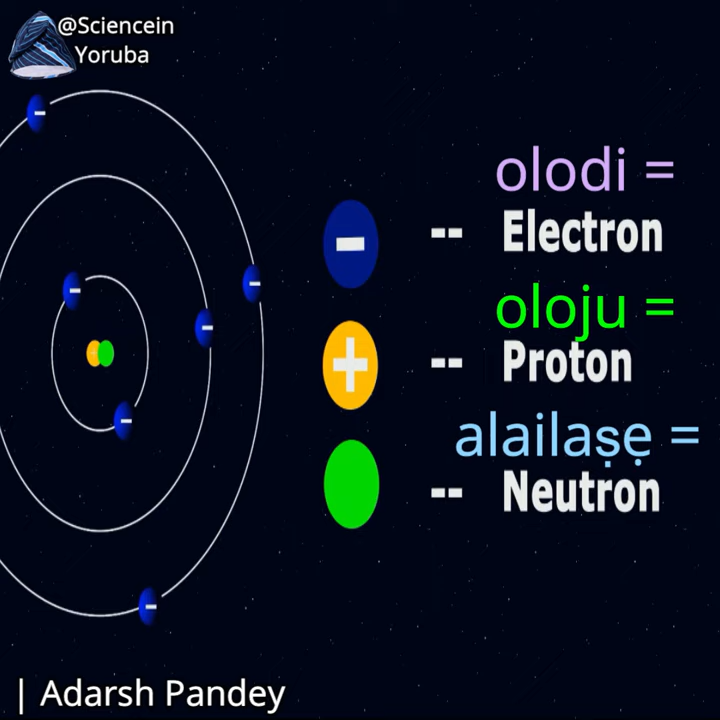 @Sciencein
Yoruba
olodi =
-- Electron
oloju =
-- Proton
alailaṣẹ =
-- Neutron
| Adarsh Pandey